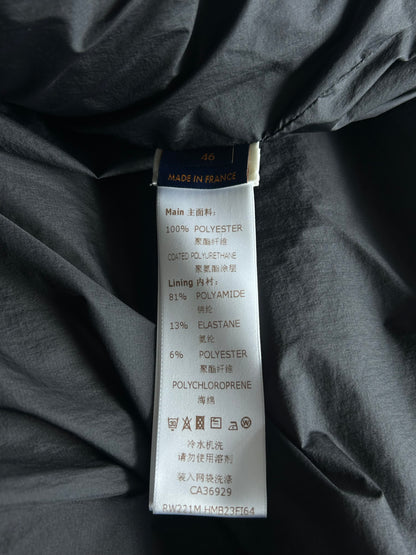 46
MADE IN FRANCE
Main 主面料:
100% POLYESTER
聚酯纤维
COATED POLYURETHANE
聚氨酯涂层
Lining 内衬:
81% POLYAMIDE
锦纶
13% ELASTANE
氨纶
6% POLYESTER
聚酯纤维
POLYCHLOROPRENE
海绵
30 W
冷水机洗
请勿使用溶剂
装入网袋洗涤
CA36929
RW221M HMB23FI64